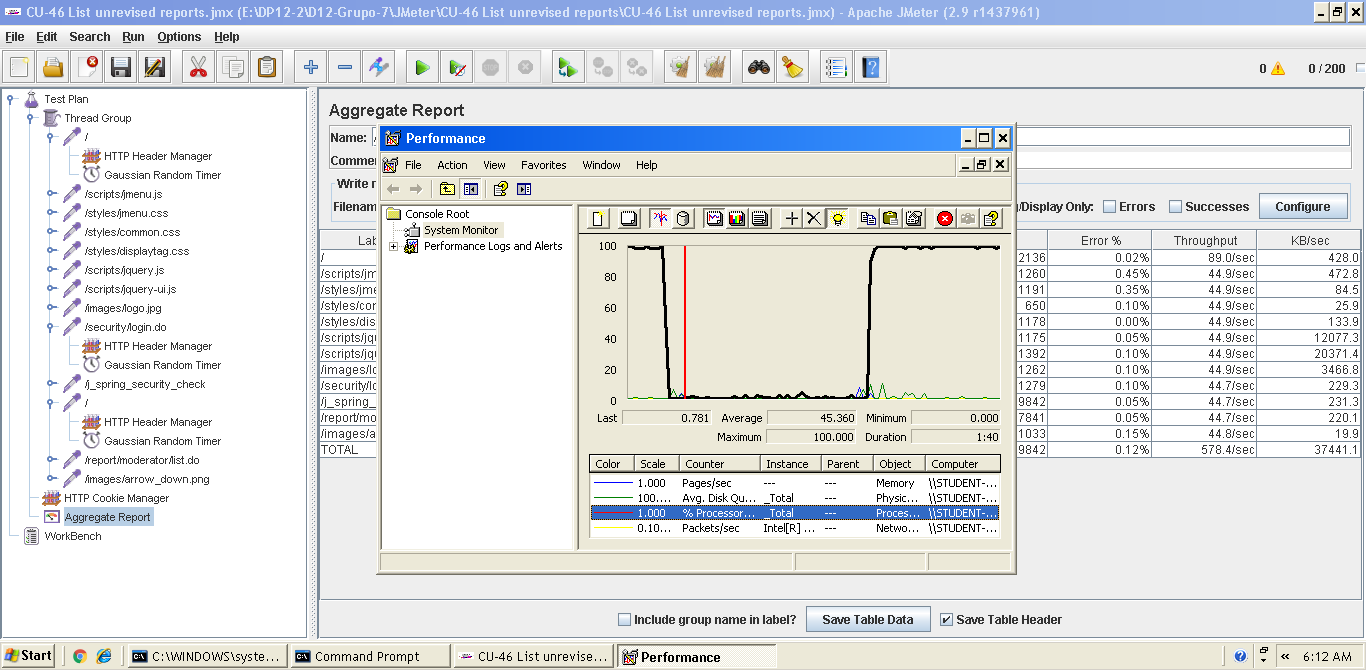 CU-46 List unrevised reports.jmx (E:\DP12-2\D12-Grupo-7\JMeter\CU-46 List unrevised reports\CU-46 List unrevised reports.jmx) - Apache JMeter (2.9 r1437961)
File Edit Search Run Options Help
0 0 / 200
Test Plan
Thread Group
/
HTTP Header Manager
Gaussian Random Timer
/scripts/jmenu.js
/styles/jmenu.css
/styles/common.css
/styles/displaytag.css
/scripts/jquery.js
/scripts/jquery-ui.js
/images/logo.jpg
/security/login.do
HTTP Header Manager
Gaussian Random Timer
/j_spring_security_check
/
HTTP Header Manager
Gaussian Random Timer
/report/moderator/list.do
/images/arrow_down.png
HTTP Cookie Manager
Aggregate Report
WorkBench
Aggregate Report
Name:
Comme
Write r
Filenam
/Display Only: Errors Successes Configure
Lab Error % Throughput KB/sec
/ 2136 0.02% 89.0/sec 428.0
/scripts/jm 1260 0.45% 44.9/sec 472.8
/styles/jme 1191 0.35% 44.9/sec 84.5
/styles/cor 650 0.10% 44.9/sec 25.9
/styles/dis 1178 0.00% 44.9/sec 133.9
/scripts/jqu 1175 0.05% 44.9/sec 12077.3
/scripts/jqu 1392 0.10% 44.9/sec 20371.4
/images/lo 1262 0.10% 44.9/sec 3466.8
/security/lo 1279 0.10% 44.7/sec 229.3
/j_spring_ 9842 0.05% 44.7/sec 231.3
/report/mo 7841 0.05% 44.7/sec 220.1
/images/a 1033 0.15% 44.8/sec 19.9
TOTAL 9842 0.12% 578.4/sec 37441.1
Performance
File Action View Favorites Window Help
Console Root
System Monitor
Performance Logs and Alerts
100
80
60
40
20
0
Last 0.781 Average 45.360 Minimum 0.000
Maximum 100.000 Duration 1:40
Color Scale Counter Instance Parent Object Computer
1.000 Pages/sec --- --- Memory \\STUDENT-...
100.... Avg. Disk Qu... _Total --- Physic... \\STUDENT-...
1.000 % Processor... _Total --- Proces... \\STUDENT-...
0.10... Packets/sec Intel[R] ... --- Netwo... \\STUDENT-...
Include group name in label? Save Table Data Save Table Header
Start C:\WINDOWS\syste... Command Prompt CU-46 List unrevise... Performance 6:12 AM